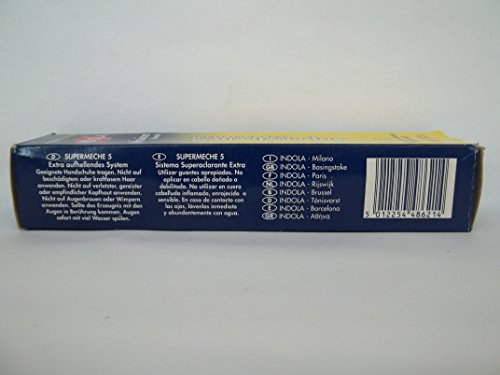 D SUPERMECHE 5
Extra aufhellendes System
Geeignete Handschuhe tragen. Nicht auf
beschädigtem oder kraftlosem Haar
anwenden. Nicht auf verletzter, gereizter
oder empfindlicher Kopfhaut anwenden.
Nicht an Augenbrauen oder Wimpern
anwenden. Sollte das Erzeugnis mit den
Augen in Berührung kommen, Augen
sofort mit viel Wasser spülen.
E SUPERMECHE 5
Sistema Superaclarante Extra
Utilizar guantes apropiados. No
aplicar en cabello dañado o
debilitado. No utilizar en cuero
cabelludo inflamado, enrojecido o
sensible. En caso de contacto con
los ojos, lavarlos inmediata
y abundantemente con agua.
I INDOLA - Milano
GB INDOLA - Basingstoke
F INDOLA - Paris
NL INDOLA - Rijswijk
B INDOLA - Brussel
D INDOLA - Tönisvorst
E INDOLA - Barcelona
GR INDOLA - Αθήνα
5 012254 486214